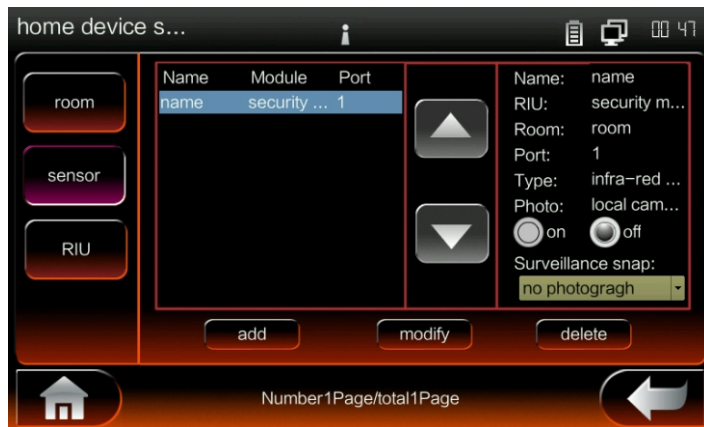 home device s...
00 47
room
sensor
RIU
Name Module Port
name security ... 1
Name: name
RIU: security m...
Room: room
Port: 1
Type: infra-red ...
Photo: local cam...
on off
Surveillance snap:
no photogragh
add modify delete
Number1Page/total1Page